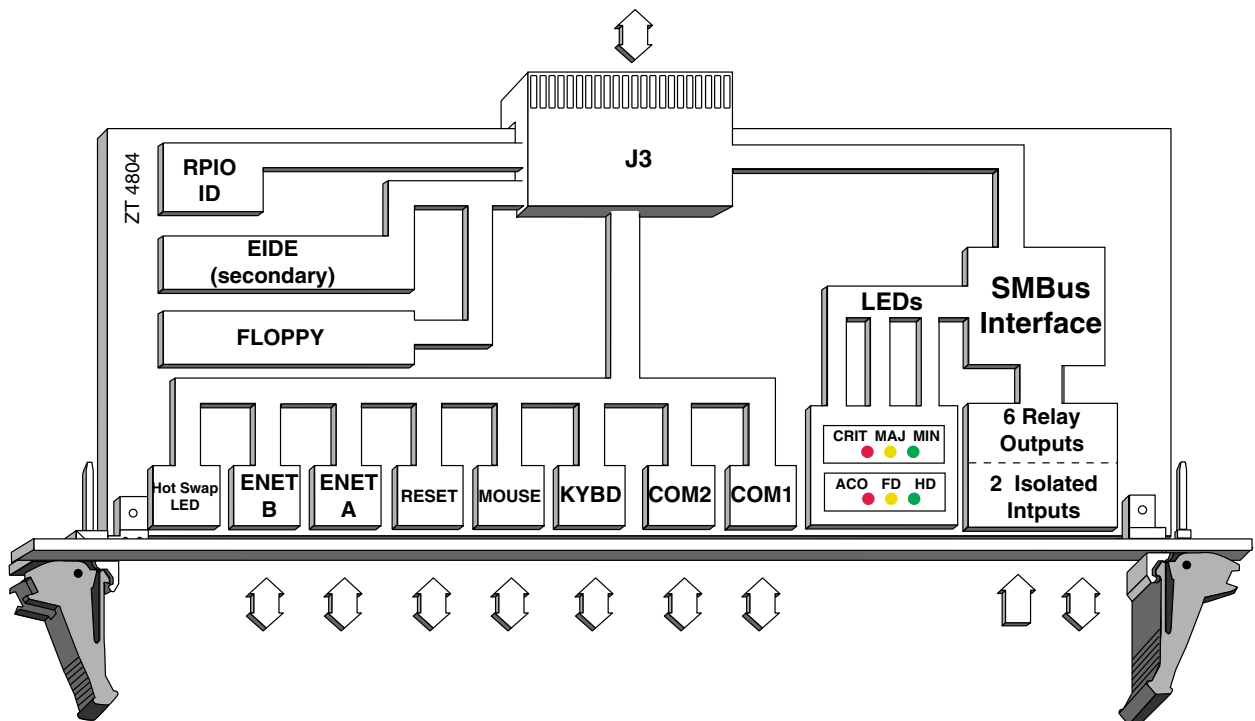 J3
ZT 4804
RPIO
ID
EIDE
(secondary)
FLOPPY
LEDs
SMBus
Interface
Hot Swap
LED
ENET
B
ENET
A
RESET
MOUSE
KYBD
COM2
COM1
CRIT MAJ MIN
ACO FD HD
6 Relay
Outputs
2 Isolated
Intputs